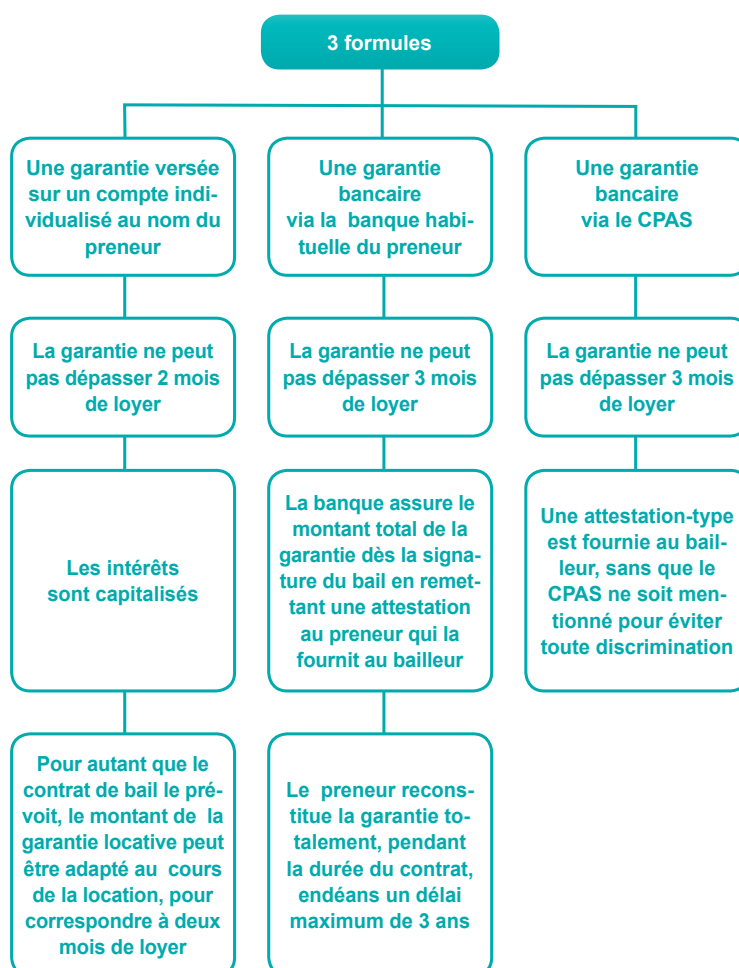 3 formules
Une garantie versée
sur un compte indi-
vidualisé au nom du
preneur
Une garantie
bancaire
via la banque habi-
tuelle du preneur
Une garantie
bancaire
via le CPAS
La garantie ne peut
pas dépasser 2 mois
de loyer
La garantie ne peut
pas dépasser 3 mois
de loyer
La garantie ne peut
pas dépasser 3 mois
de loyer
Les intérêts
sont capitalisés
La banque assure le
montant total de la
garantie dès la signa-
ture du bail en remet-
tant une attestation
au preneur qui la
fournit au bailleur
Une attestation-type
est fournie au bail-
leur, sans que le
CPAS ne soit men-
tionné pour éviter
toute discrimination
Pour autant que le
contrat de bail le pré-
voit, le montant de la
garantie locative peut
être adapté au cours
de la location, pour
correspondre à deux
mois de loyer
Le preneur recons-
titue la garantie to-
talement, pendant
la durée du contrat,
endéans un délai
maximum de 3 ans